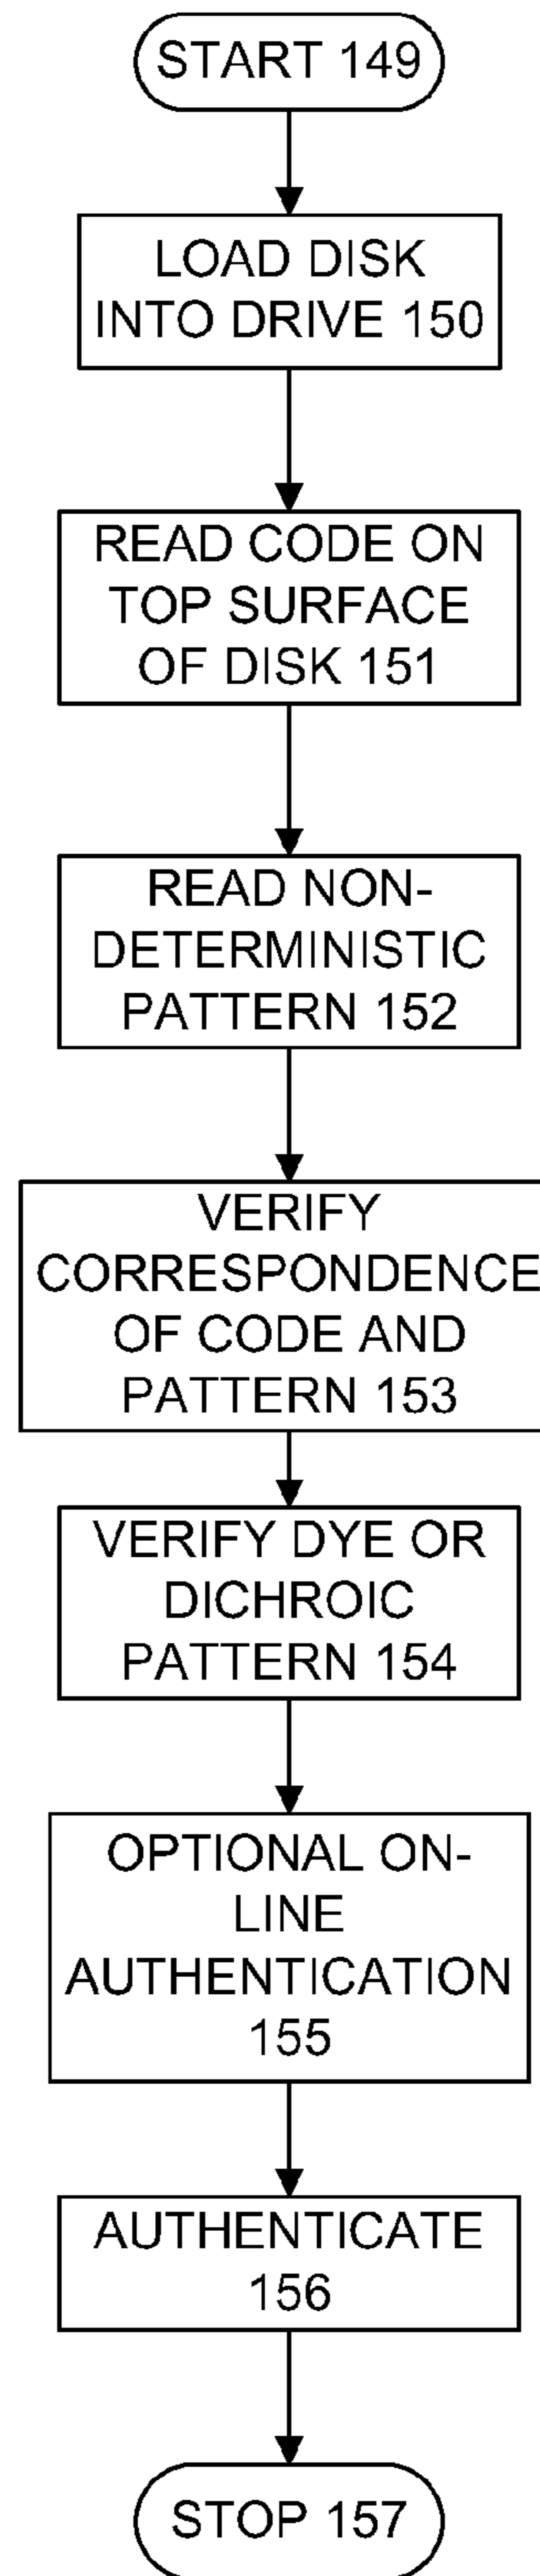 START 149
LOAD DISK
INTO DRIVE 150
READ CODE ON
TOP SURFACE
OF DISK 151
READ NON-
DETERMINISTIC
PATTERN 152
VERIFY
CORRESPONDENCE
OF CODE AND
PATTERN 153
VERIFY DYE OR
DICHROIC
PATTERN 154
OPTIONAL ON-
LINE
AUTHENTICATION
155
AUTHENTICATE
156
STOP 157